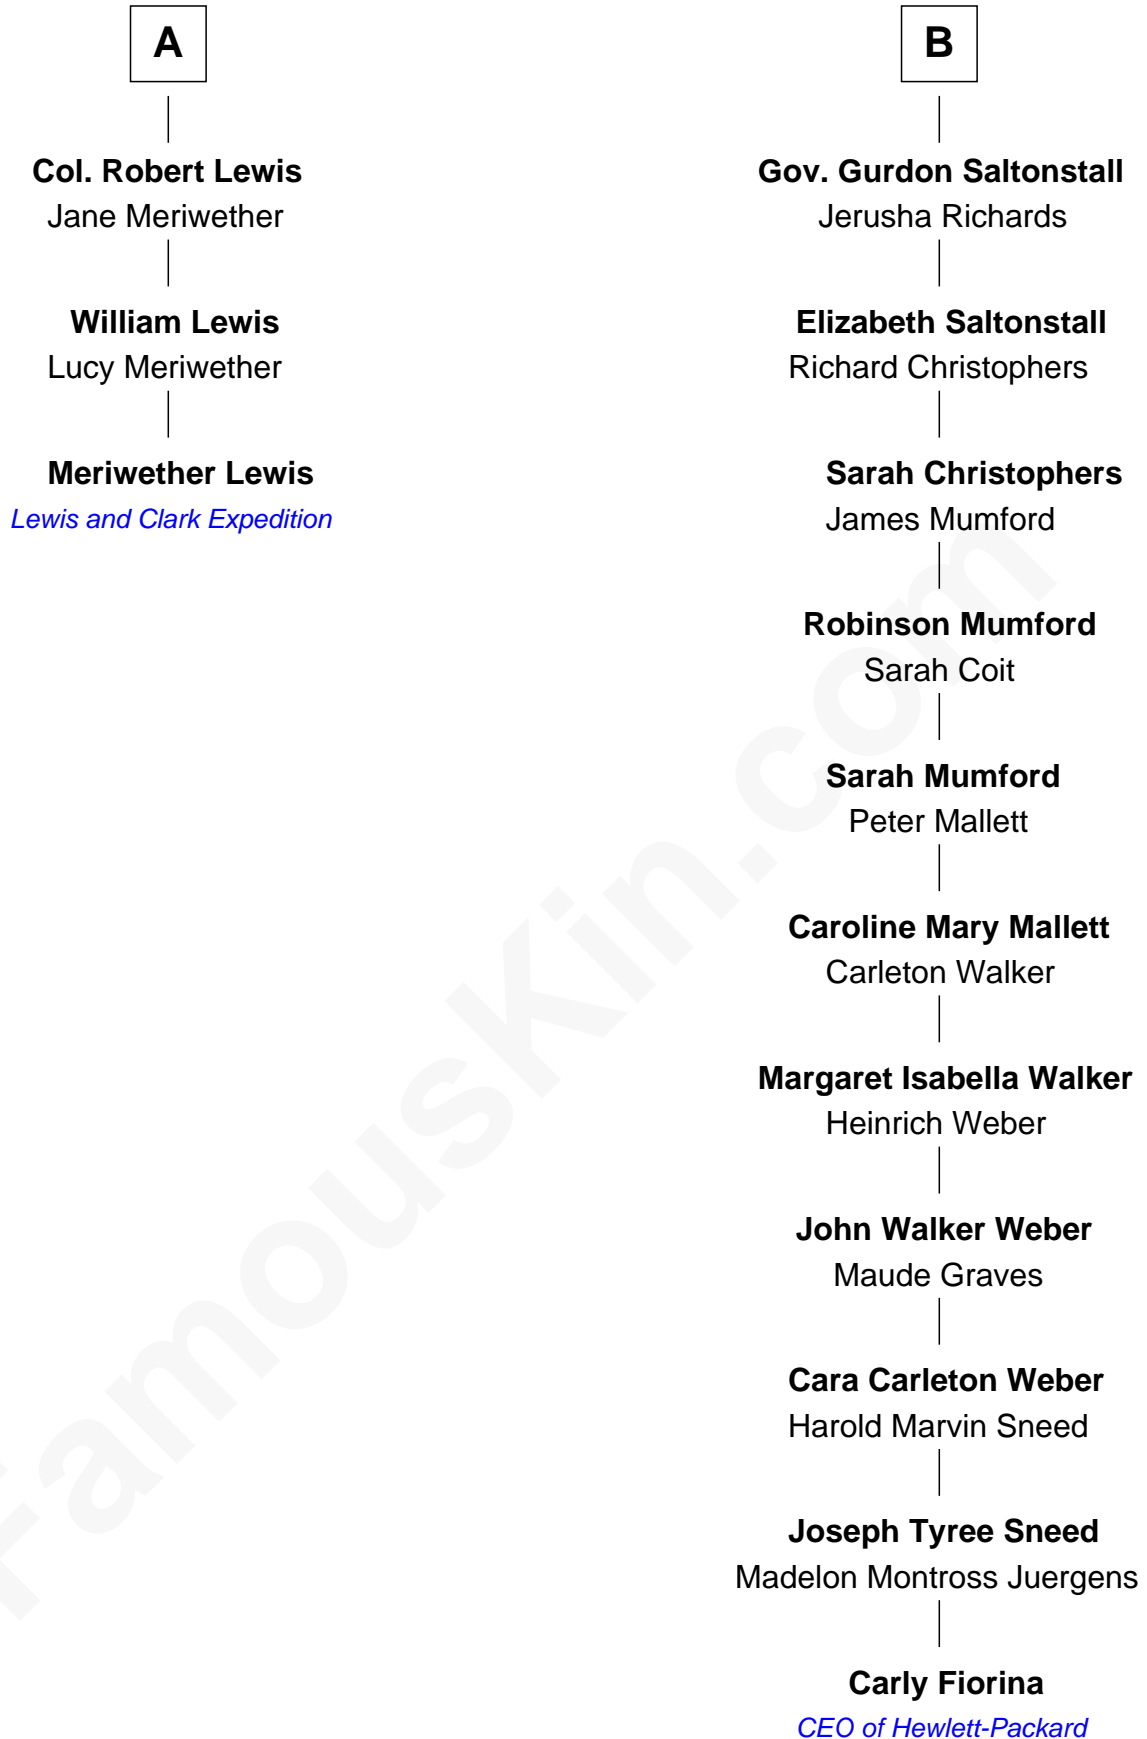 A
Col. Robert Lewis
Jane Meriwether
William Lewis
Lucy Meriwether
Meriwether Lewis
Lewis and Clark Expedition
B
Gov. Gurdon Saltonstall
Jerusha Richards
Elizabeth Saltonstall
Richard Christophers
Sarah Christophers
James Mumford
Robinson Mumford
Sarah Coit
Sarah Mumford
Peter Mallett
Caroline Mary Mallett
Carleton Walker
Margaret Isabella Walker
Heinrich Weber
John Walker Weber
Maude Graves
Cara Carleton Weber
Harold Marvin Sneed
Joseph Tyree Sneed
Madelon Montross Juergens
Carly Fiorina
CEO of Hewlett-Packard
FamousKin.com